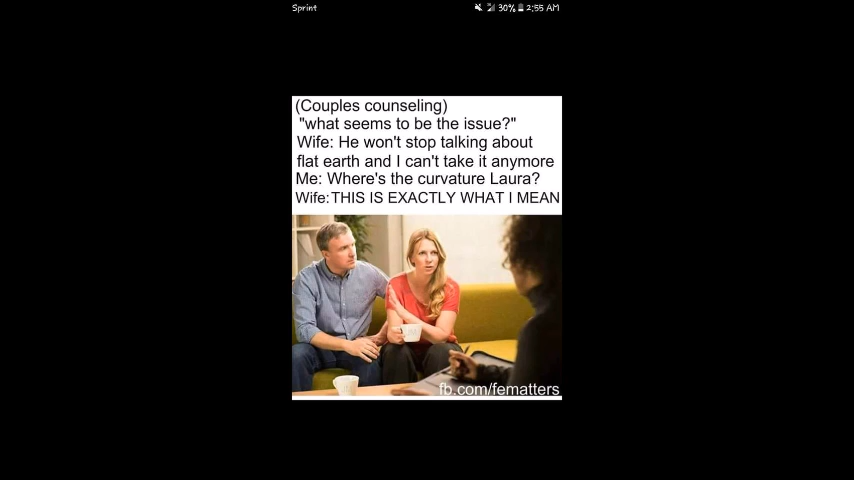 Sprint
30% 2:55 AM
(Couples counseling)
"what seems to be the issue?"
Wife: He won't stop talking about
flat earth and I can't take it anymore
Me: Where's the curvature Laura?
Wife: THIS IS EXACTLY WHAT I MEAN
fb.com/fematters